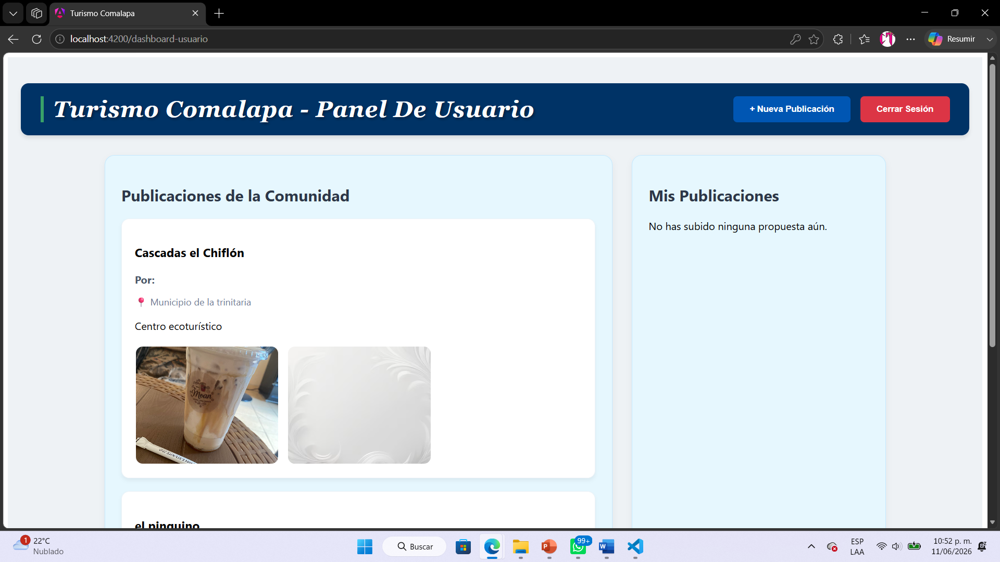 Turismo Comalapa
localhost:4200/dashboard-usuario
Resumir
Turismo Comalapa - Panel De Usuario
+ Nueva Publicación
Cerrar Sesión
Publicaciones de la Comunidad
Cascadas el Chiflón
Por:
Municipio de la trinitaria
Centro ecoturístico
Moan
el pinguino
Mis Publicaciones
No has subido ninguna propuesta aún.
1
22°C
Nublado
Buscar
99+
ESP
LAA
10:52 p. m.
11/06/2026